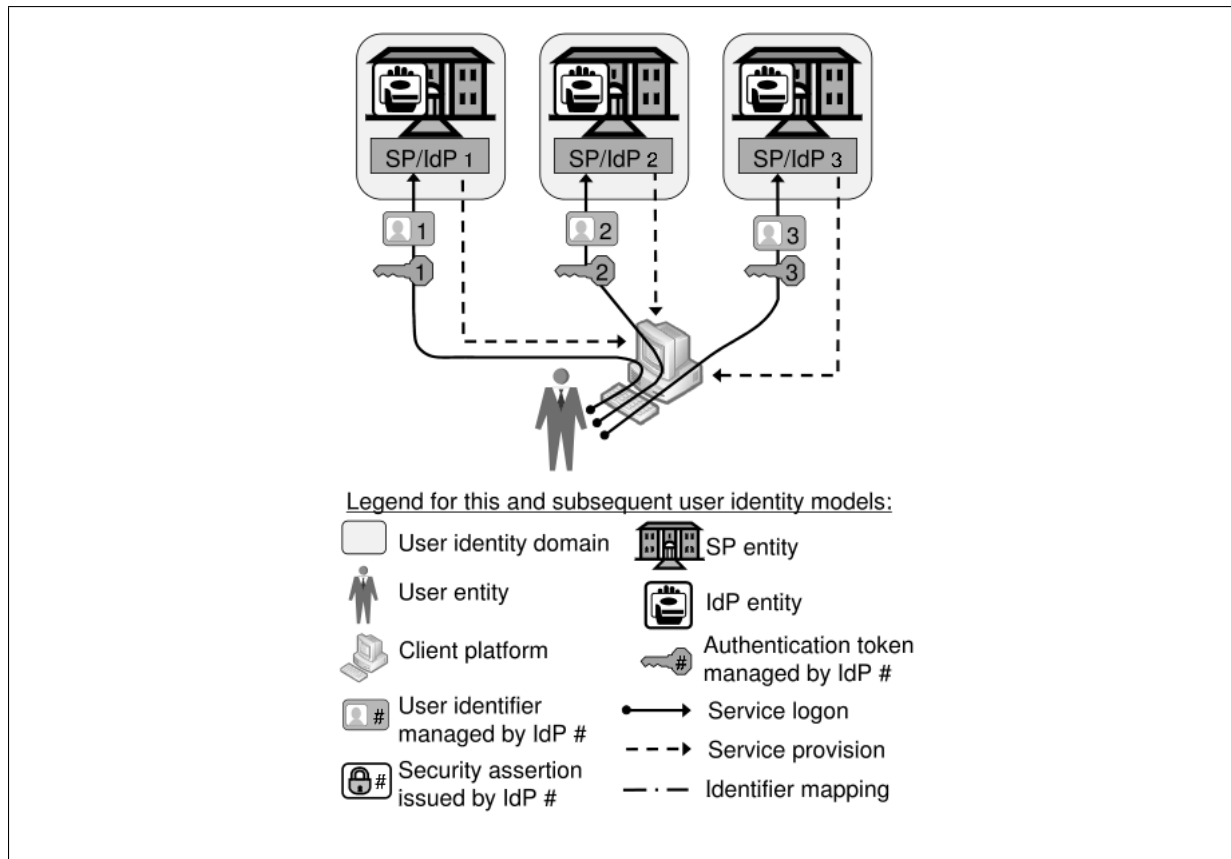 SP/IdP 1
SP/IdP 2
SP/IdP 3
1
2
3
1
2
3
Legend for this and subsequent user identity models:
User identity domain
SP entity
User entity
IdP entity
Client platform
#
Authentication token
managed by IdP #
#
User identifier
managed by IdP #
Service logon
Service provision
#
Security assertion
issued by IdP #
Identifier mapping